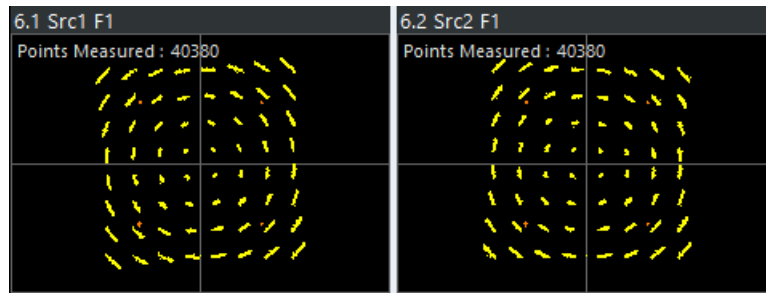 6.1 Src1 F1
Points Measured : 40380
6.2 Src2 F1
Points Measured : 40380